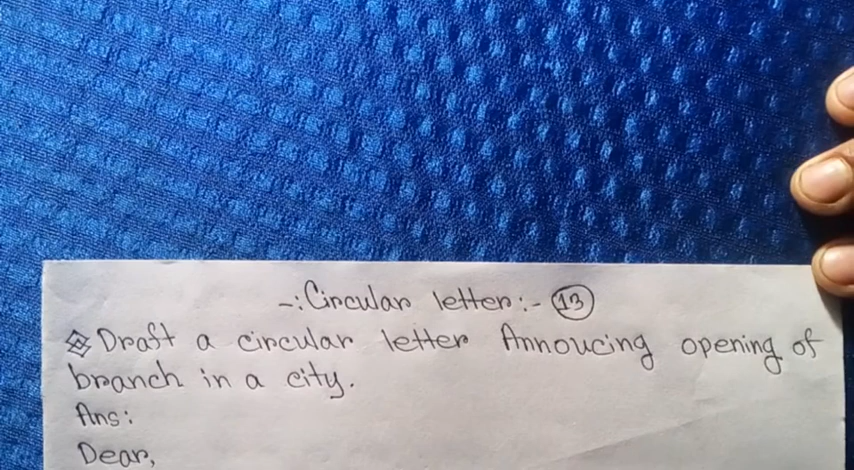 -: Circular letter :- 13
Draft a circular letter Annoucing opening of
branch in a city.
Ans:
Dear,